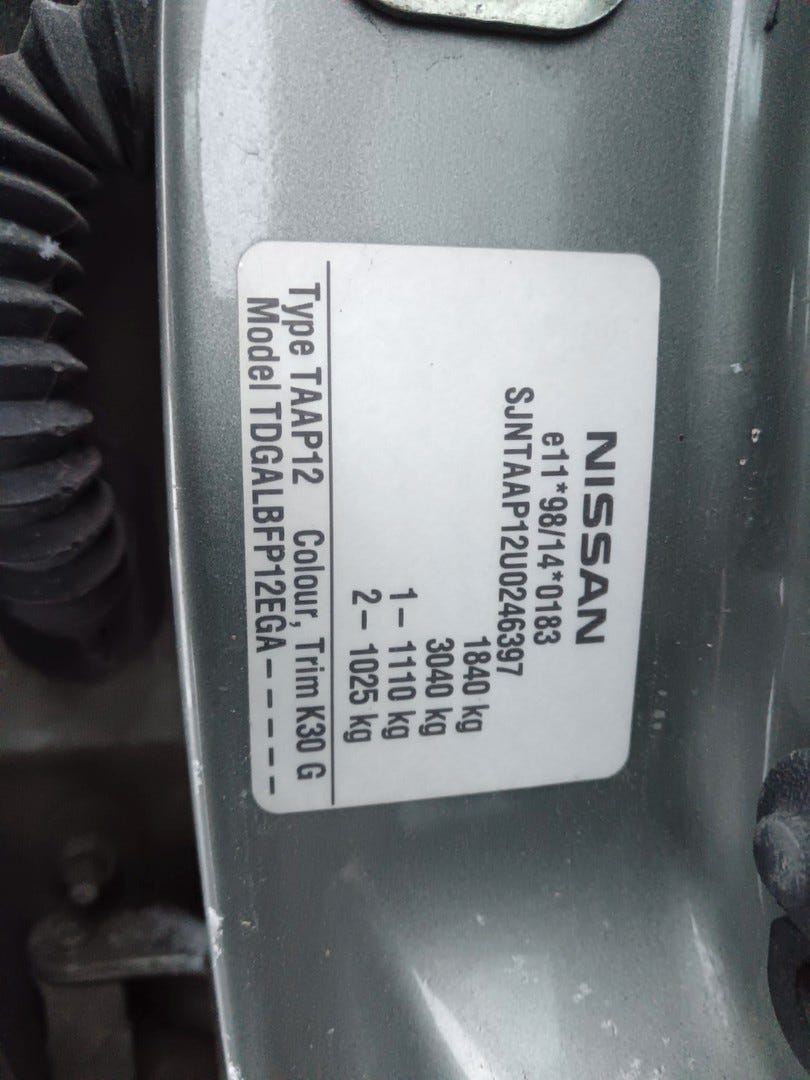 NISSAN
e11*98/14*0183
SJNTAAP12U0246397
1840 kg
3040 kg
1– 1110 kg
2– 1025 kg
Type TAAP12 Colour, Trim K30 G
Model TDGALBFP12EGA–––––